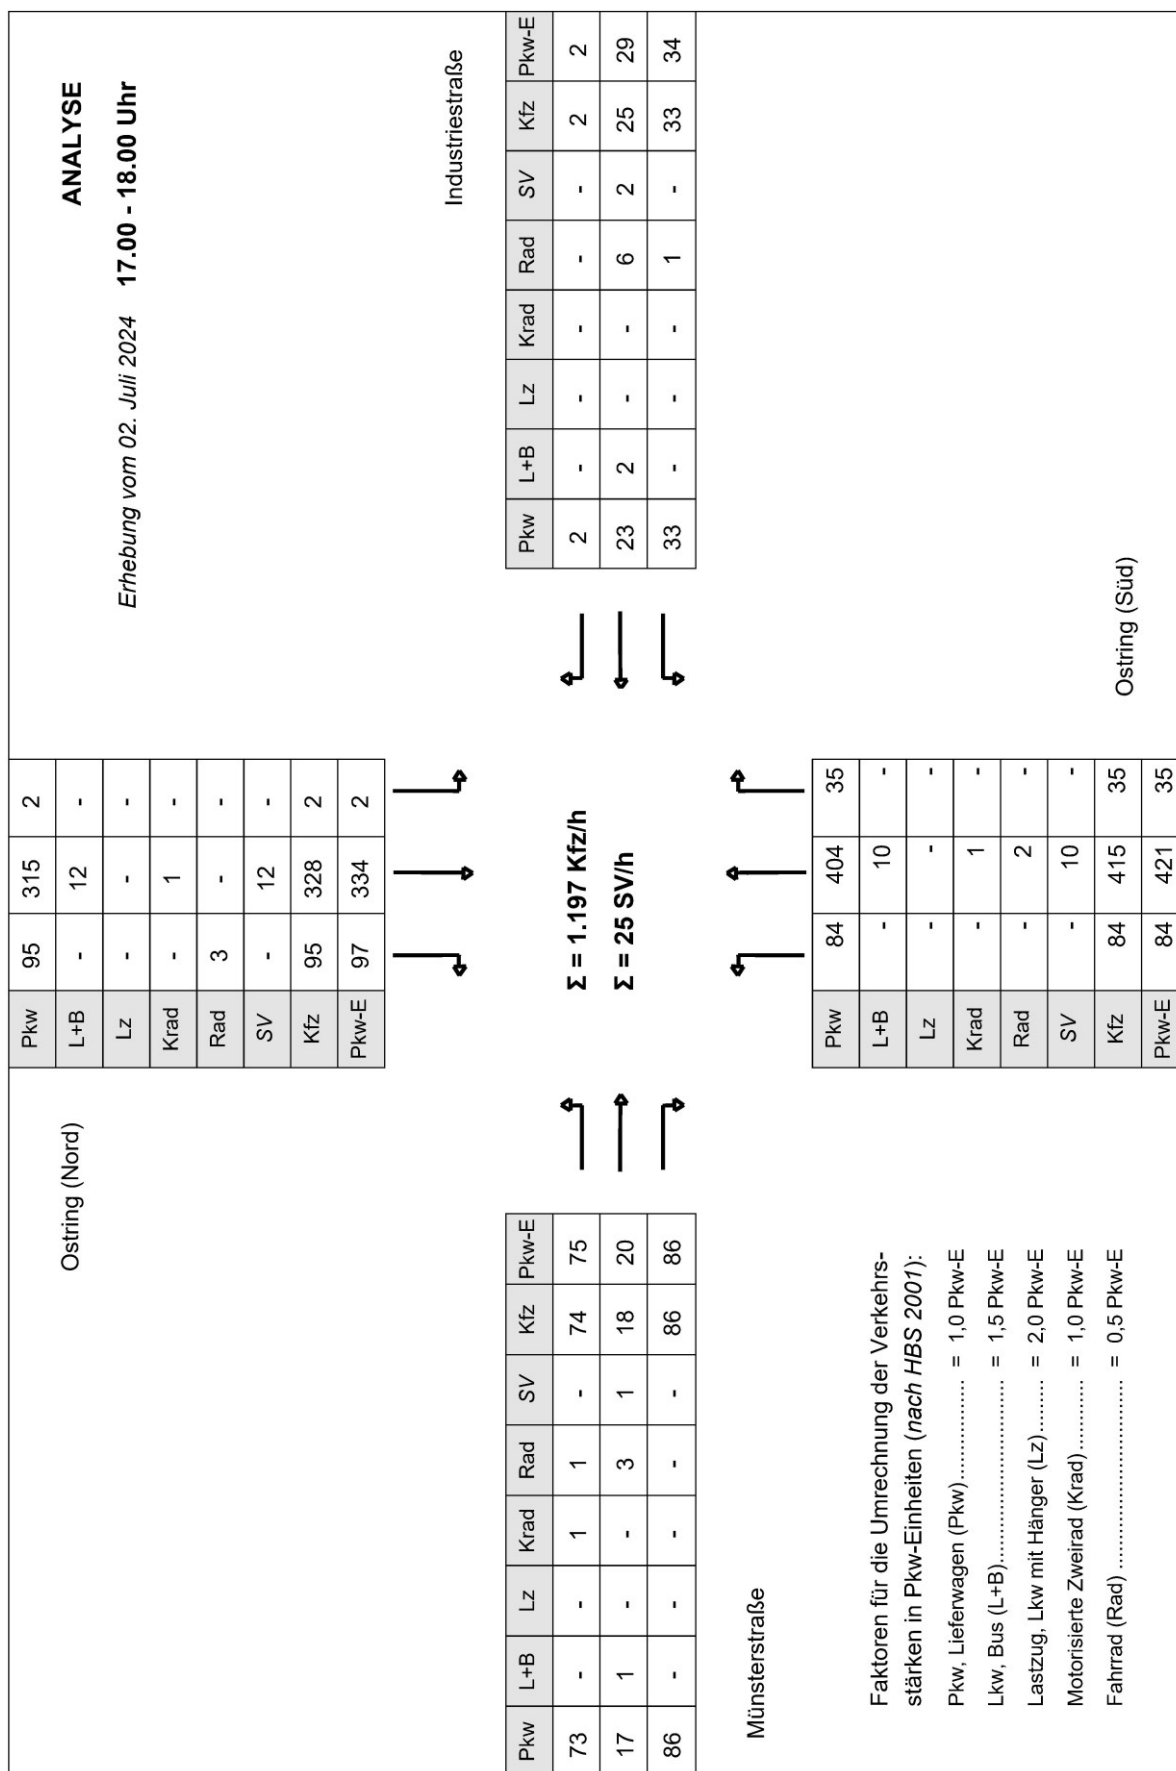 ANALYSE
Erhebung vom 02. Juli 2024 17.00 - 18.00 Uhr
Ostring (Nord)
Pkw 95 315 2
L+B - 12 -
Lz - - -
Krad - 1 -
Rad 3 - -
SV - 12 -
Kfz 95 328 2
Pkw-E 97 334 2
Industriestraße
Pkw L+B Lz Krad Rad SV Kfz Pkw-E
73 - - 1 1 - 74 75
17 1 - - 3 1 18 20
86 - - - - - 86 86
Σ = 1.197 Kfz/h
Σ = 25 SV/h
Pkw L+B Lz Krad Rad SV Kfz Pkw-E
2 - - - - - 2 2
23 2 - - 6 2 25 29
33 - - - 1 - 33 34
Münsterstraße
Pkw 84 404 35
L+B - 10 -
Lz - - -
Krad - 1 -
Rad - 2 -
SV - 10 -
Kfz 84 415 35
Pkw-E 84 421 35
Ostring (Süd)
Faktoren für die Umrechnung der Verkehrs-
stärken in Pkw-Einheiten (nach HBS 2001):
Pkw, Lieferwagen (Pkw)................. = 1,0 Pkw-E
Lkw, Bus (L+B)............................... = 1,5 Pkw-E
Lastzug, Lkw mit Hänger (Lz)......... = 2,0 Pkw-E
Motorisierte Zweirad (Krad)............ = 1,0 Pkw-E
Fahrrad (Rad) ................................ = 0,5 Pkw-E